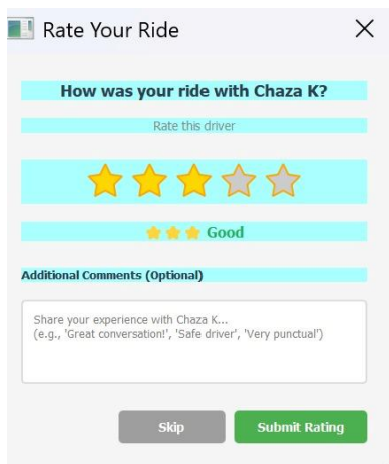 Rate Your Ride
How was your ride with Chaza K?
Rate this driver
Good
Additional Comments (Optional)
Share your experience with Chaza K...
(e.g., 'Great conversation!', 'Safe driver', 'Very punctual')
Skip
Submit Rating